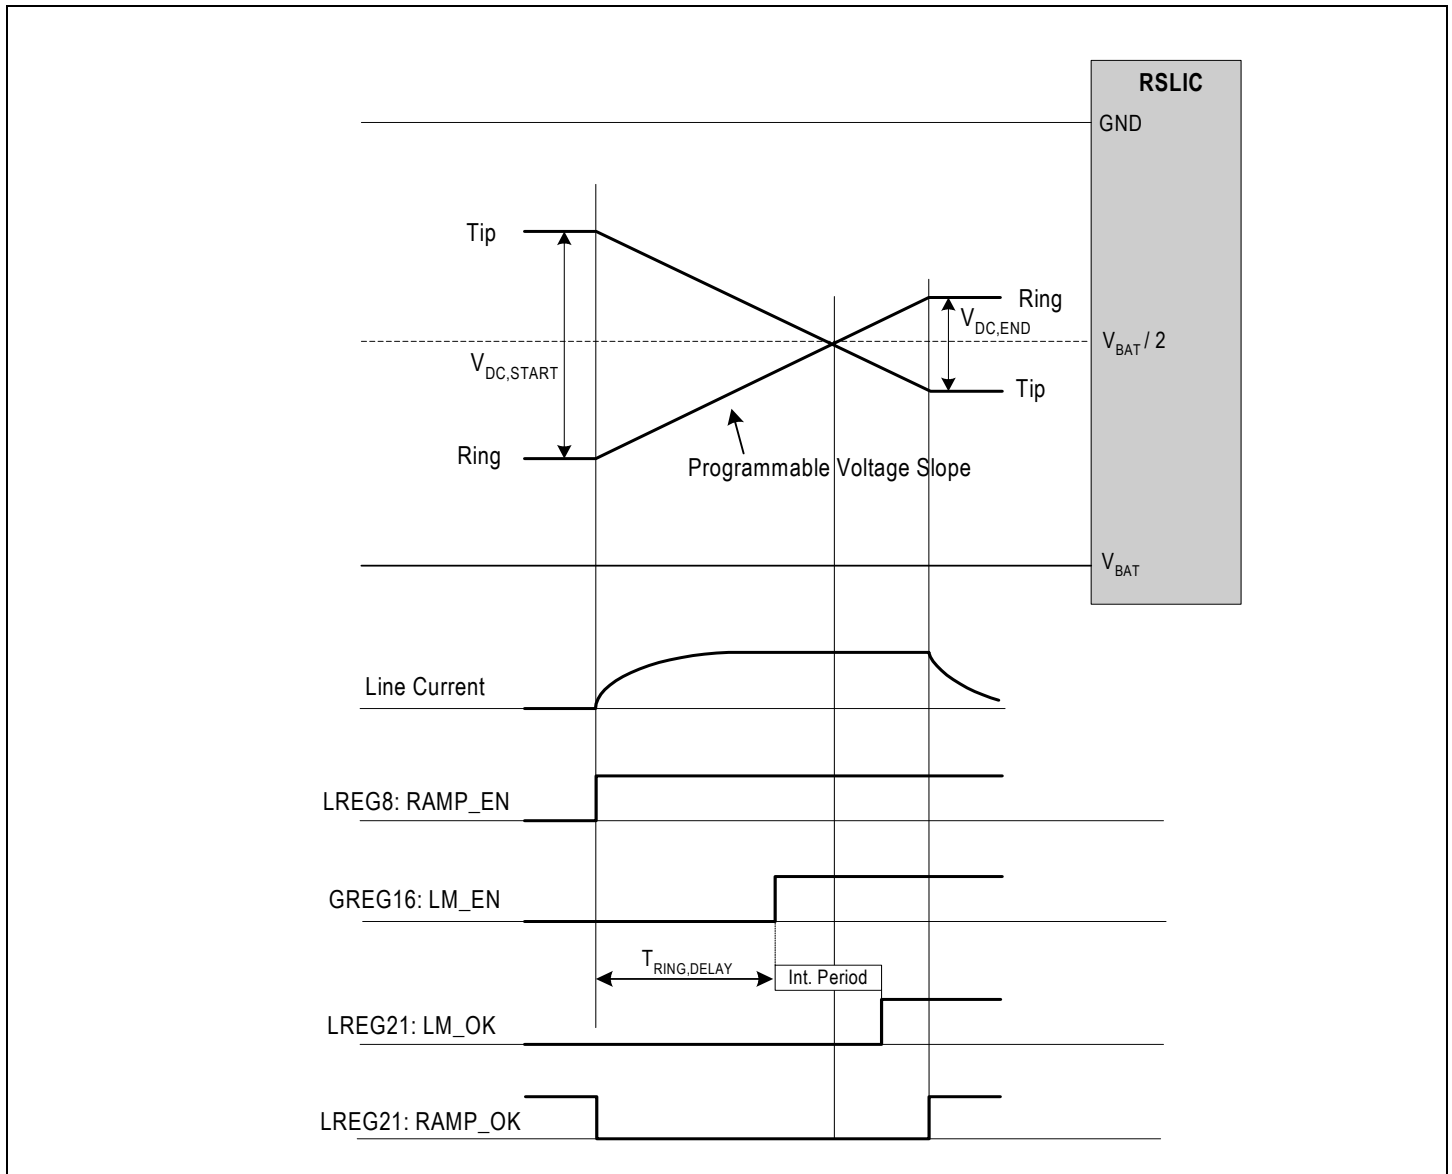 RSLIC
GND
Tip
Ring
V_DC,END
V_BAT / 2
V_DC,START
Tip
Ring
Programmable Voltage Slope
V_BAT
Line Current
LREG8: RAMP_EN
GREG16: LM_EN
T_RING,DELAY
Int. Period
LREG21: LM_OK
LREG21: RAMP_OK